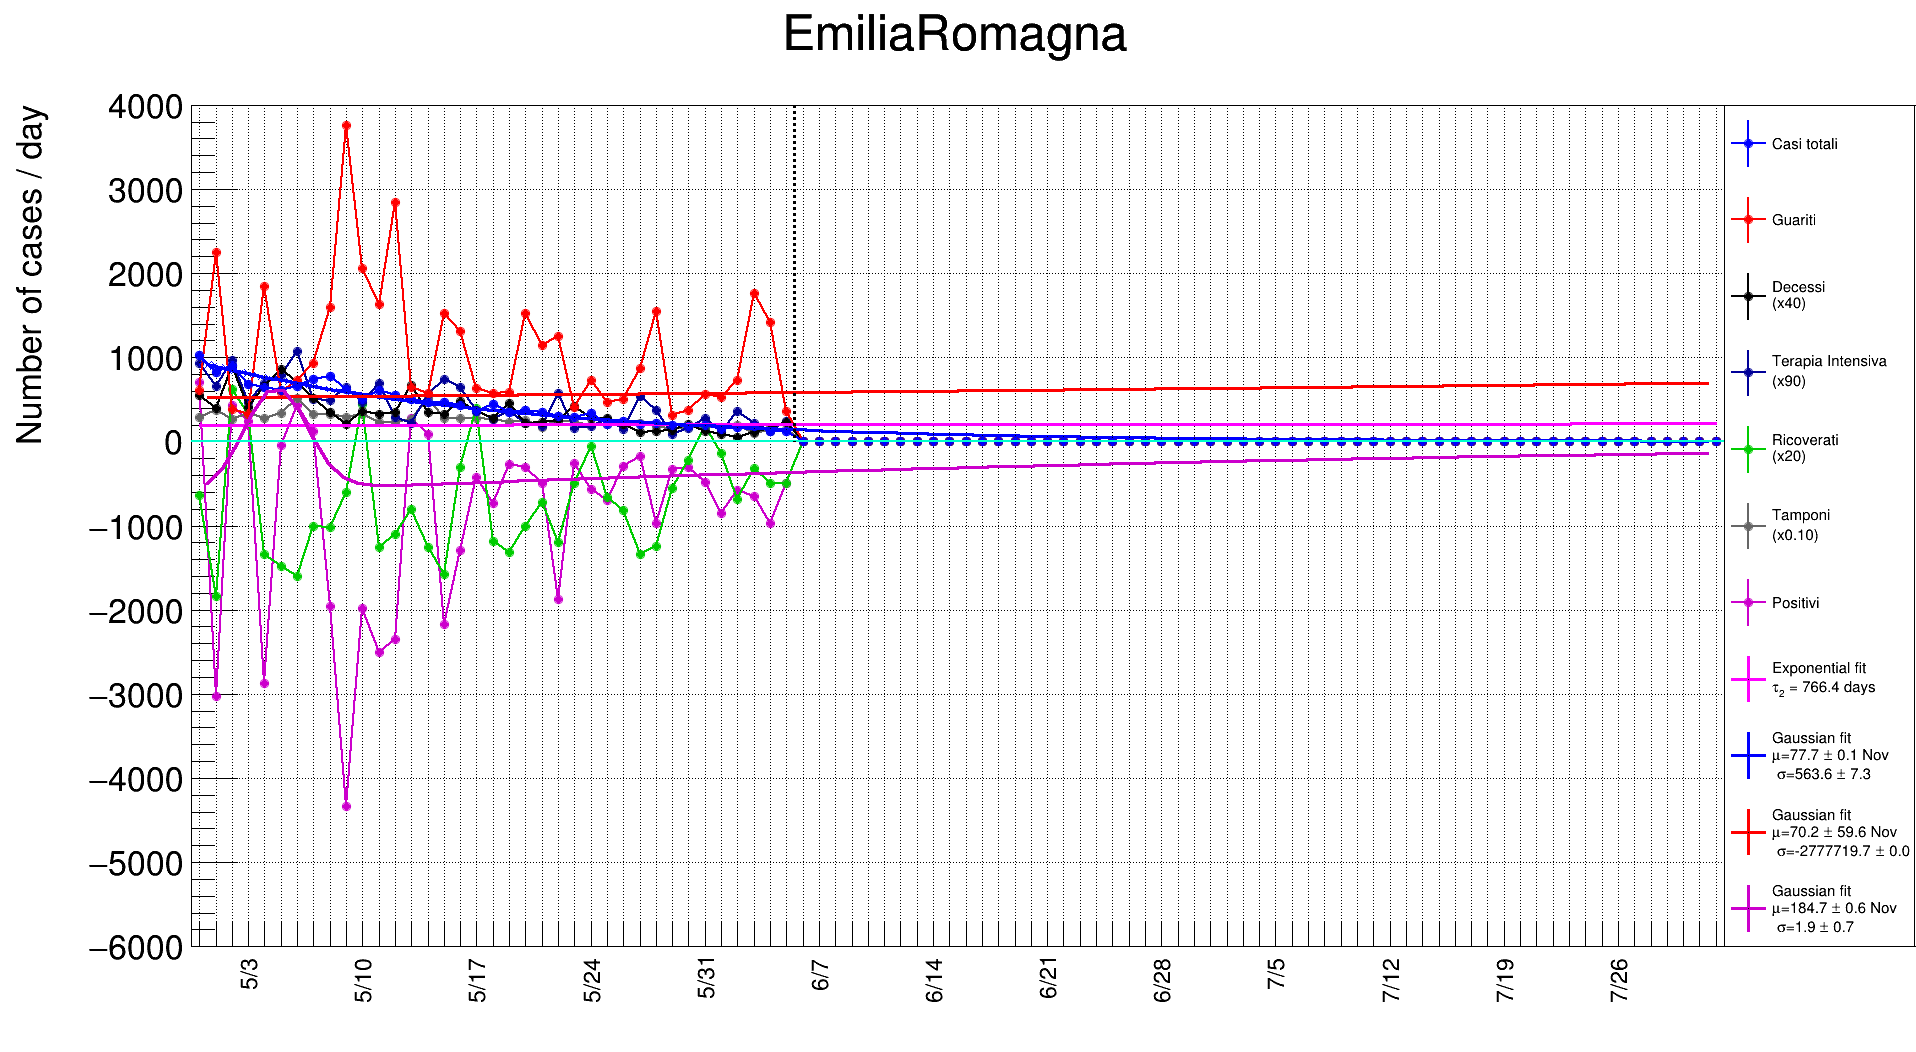 EmiliaRomagna
Number of cases / day
4000
3000
2000
1000
0
−1000
−2000
−3000
−4000
−5000
−6000
5/3
5/10
5/17
5/24
5/31
6/7
6/14
6/21
6/28
7/5
7/12
7/19
7/26
Casi totali
Guariti
Decessi
(x40)
Terapia Intensiva
(x90)
Ricoverati
(x20)
Tamponi
(x0.10)
Positivi
Exponential fit
τ2 = 766.4 days
Gaussian fit
μ=77.7 ± 0.1 Nov
σ=563.6 ± 7.3
Gaussian fit
μ=70.2 ± 59.6 Nov
σ=-2777719.7 ± 0.0
Gaussian fit
μ=184.7 ± 0.6 Nov
σ=1.9 ± 0.7